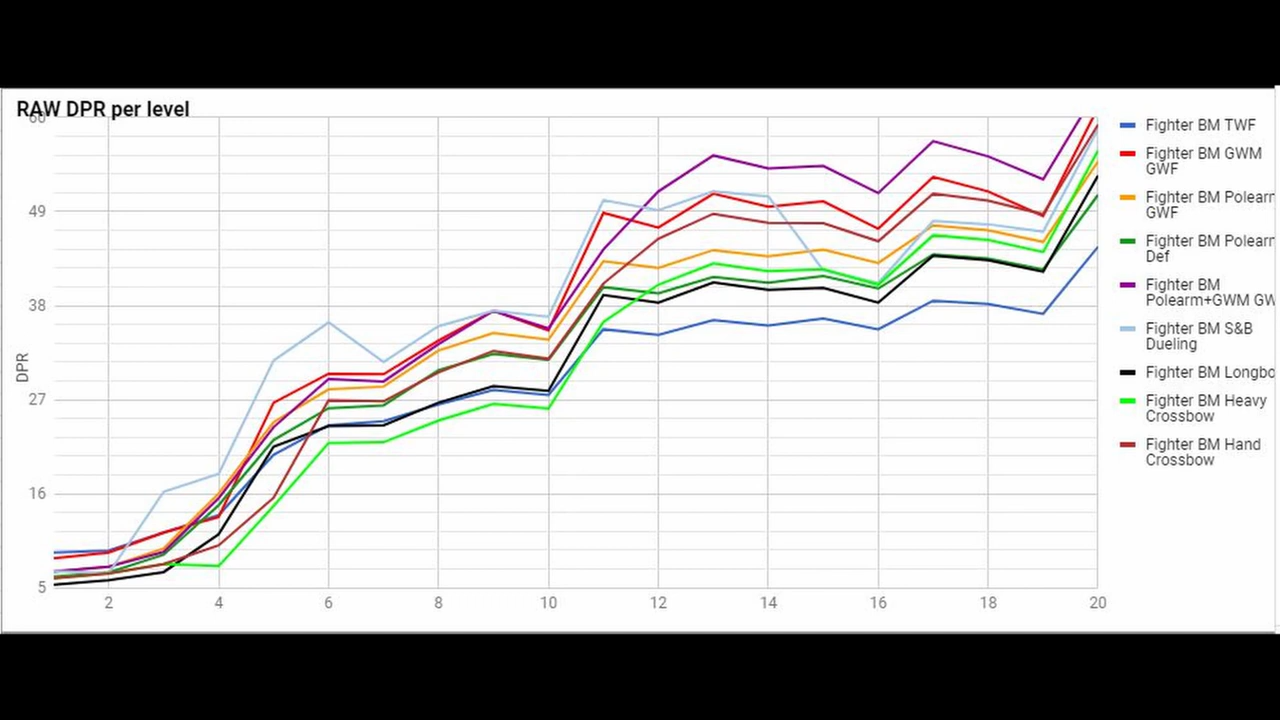 RAW DPR per level
60
49
38
27
16
5
DPR
2 4 6 8 10 12 14 16 18 20
Fighter BM TWF
Fighter BM GWM
GWF
Fighter BM Polearm
GWF
Fighter BM Polearm
Def
Fighter BM
Polearm+GWM GW
Fighter BM S&B
Dueling
Fighter BM Longbo
Fighter BM Heavy
Crossbow
Fighter BM Hand
Crossbow